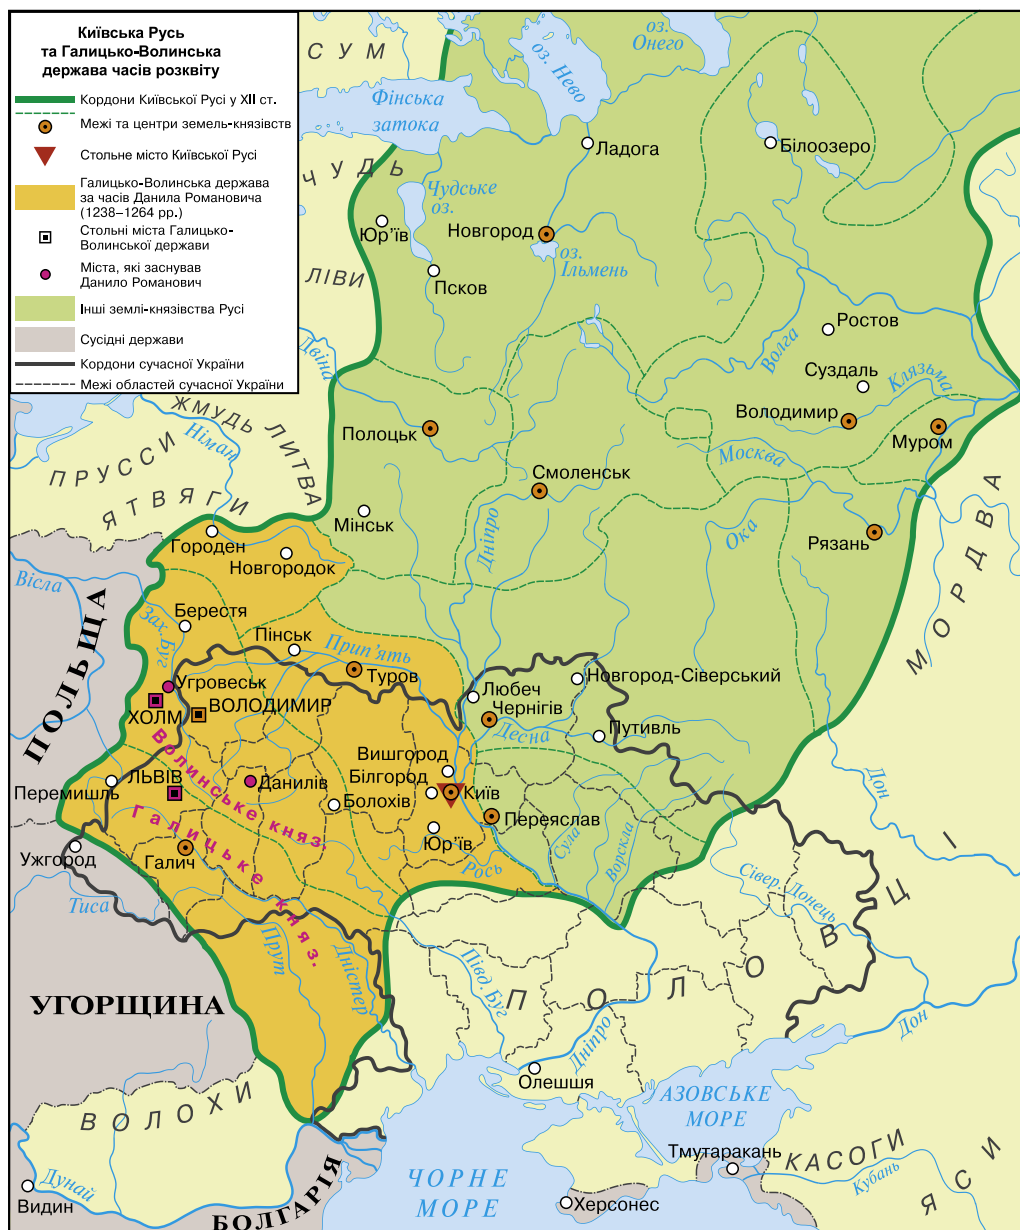 Київська Русь
та Галицько-Волинська
держава часів розквіту
Кордони Київської Русі у XII ст.
Межі та центри земель-князівств
Стольне місто Київської Русі
Галицько-Волинська держава
за часів Данила Романовича
(1238–1264 рр.)
Стольні міста Галицько-
Волинської держави
Міста, які заснував
Данило Романович
Інші землі-князівства Русі
Сусідні держави
Кордони сучасної України
Межі областей сучасної України
СУМ
оз. Нево
оз.
Онего
Фінська
затока
Ладога
Білоозеро
ЧУДЬ
Чудське
оз.
Юр’їв
Новгород
оз.
Ільмень
ЛІВИ
Псков
Ростов
Волга
Суздаль
Клязьма
Двіна
Володимир
Муром
ЖМУДЬ
ЛИТВА
Полоцьк
Москва
Німан
ПРУССИ
ЯТВЯГИ
Смоленськ
Мінськ
Дніпро
Ока
Рязань
МОРДВА
Городен
Новгородок
Вісла
ПОЛЬЩА
Зах. Буг
Берестя
Пінськ
Прип’ять
Туров
Угровеськ
ХОЛМ
ВОЛОДИМИР
Любеч
Чернігів
Новгород-Сіверський
Десна
Путивль
Волинське княз.
Вишгород
Білгород
Київ
ЛЬВІВ
Данилів
Перемишль
Болохів
Переяслав
Дон
Галицьке княз.
Юр’їв
Сула
Ворскла
Ужгород
Галич
Рось
Сівер. Донець
Тиса
Прут
Дністер
Півд. Буг
ПОЛОВЦІ
УГОРЩИНА
Дніпро
Дон
Олешшя
ВОЛОХИ
АЗОВСЬКЕ
МОРЕ
Тмутаракань
КАСОГИ
Кубань
ЯСИ
Дунай
Видин
БОЛГАРІЯ
ЧОРНЕ
МОРЕ
Херсонес